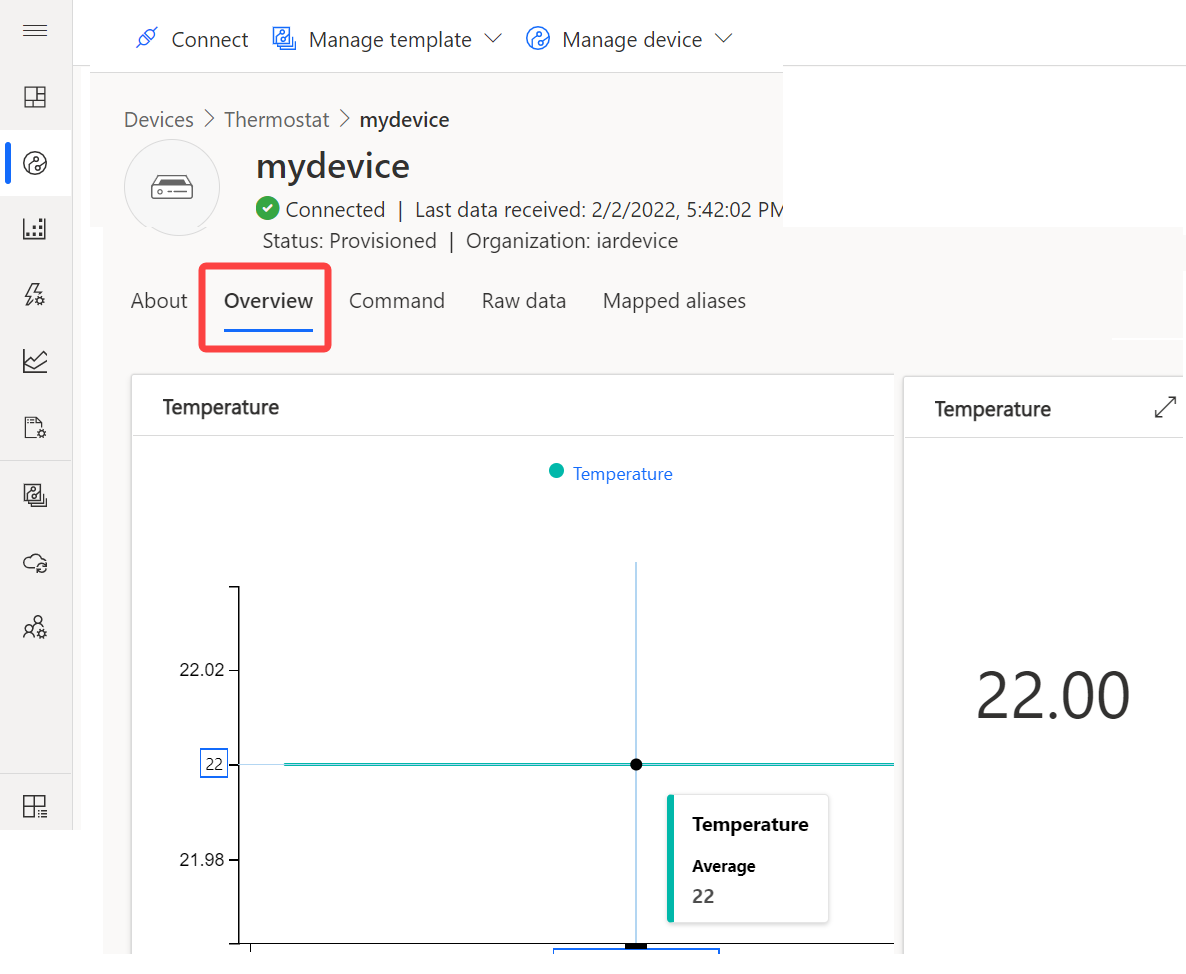 Connect Manage template Manage device
Devices > Thermostat > mydevice
mydevice
Connected | Last data received: 2/2/2022, 5:42:02 PM
Status: Provisioned | Organization: iardevice
About Overview Command Raw data Mapped aliases
Temperature
Temperature
22.02
22
21.98
Temperature
Average
22
Temperature
22.00